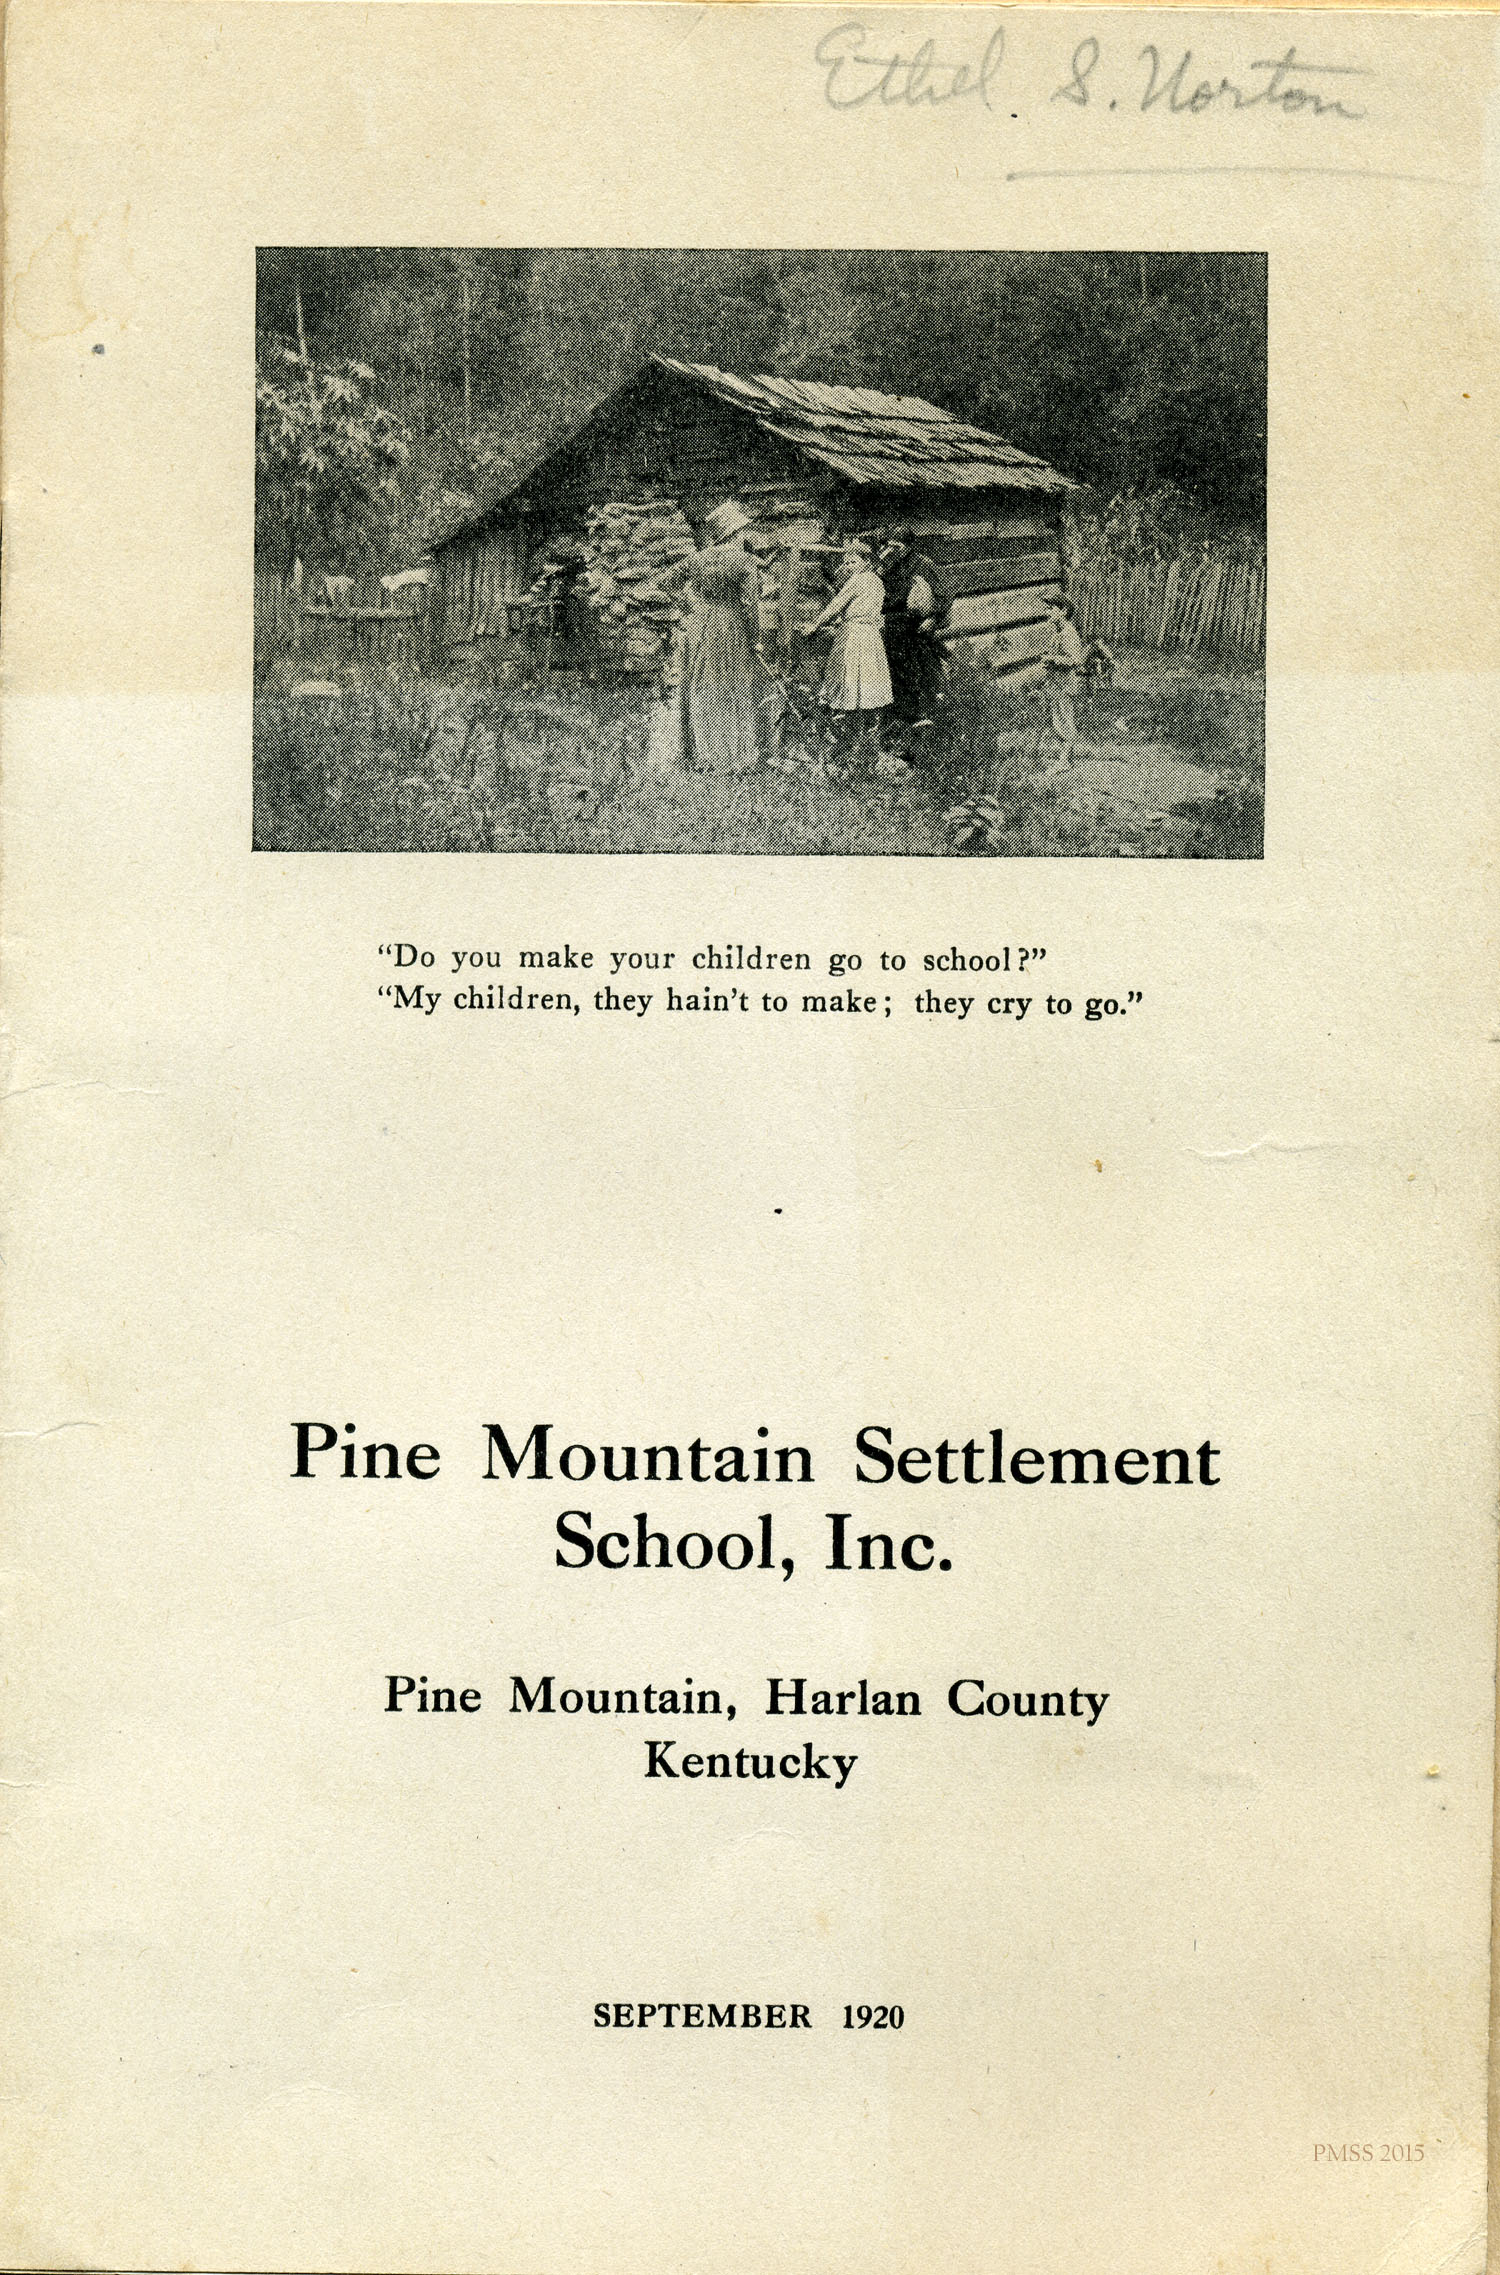 Ethel S. Norton
“Do you make your children go to school?”
“My children, they hain't to make; they cry to go.”
Pine Mountain Settlement
School, Inc.
Pine Mountain, Harlan County
Kentucky
SEPTEMBER 1920
PMSS 2015